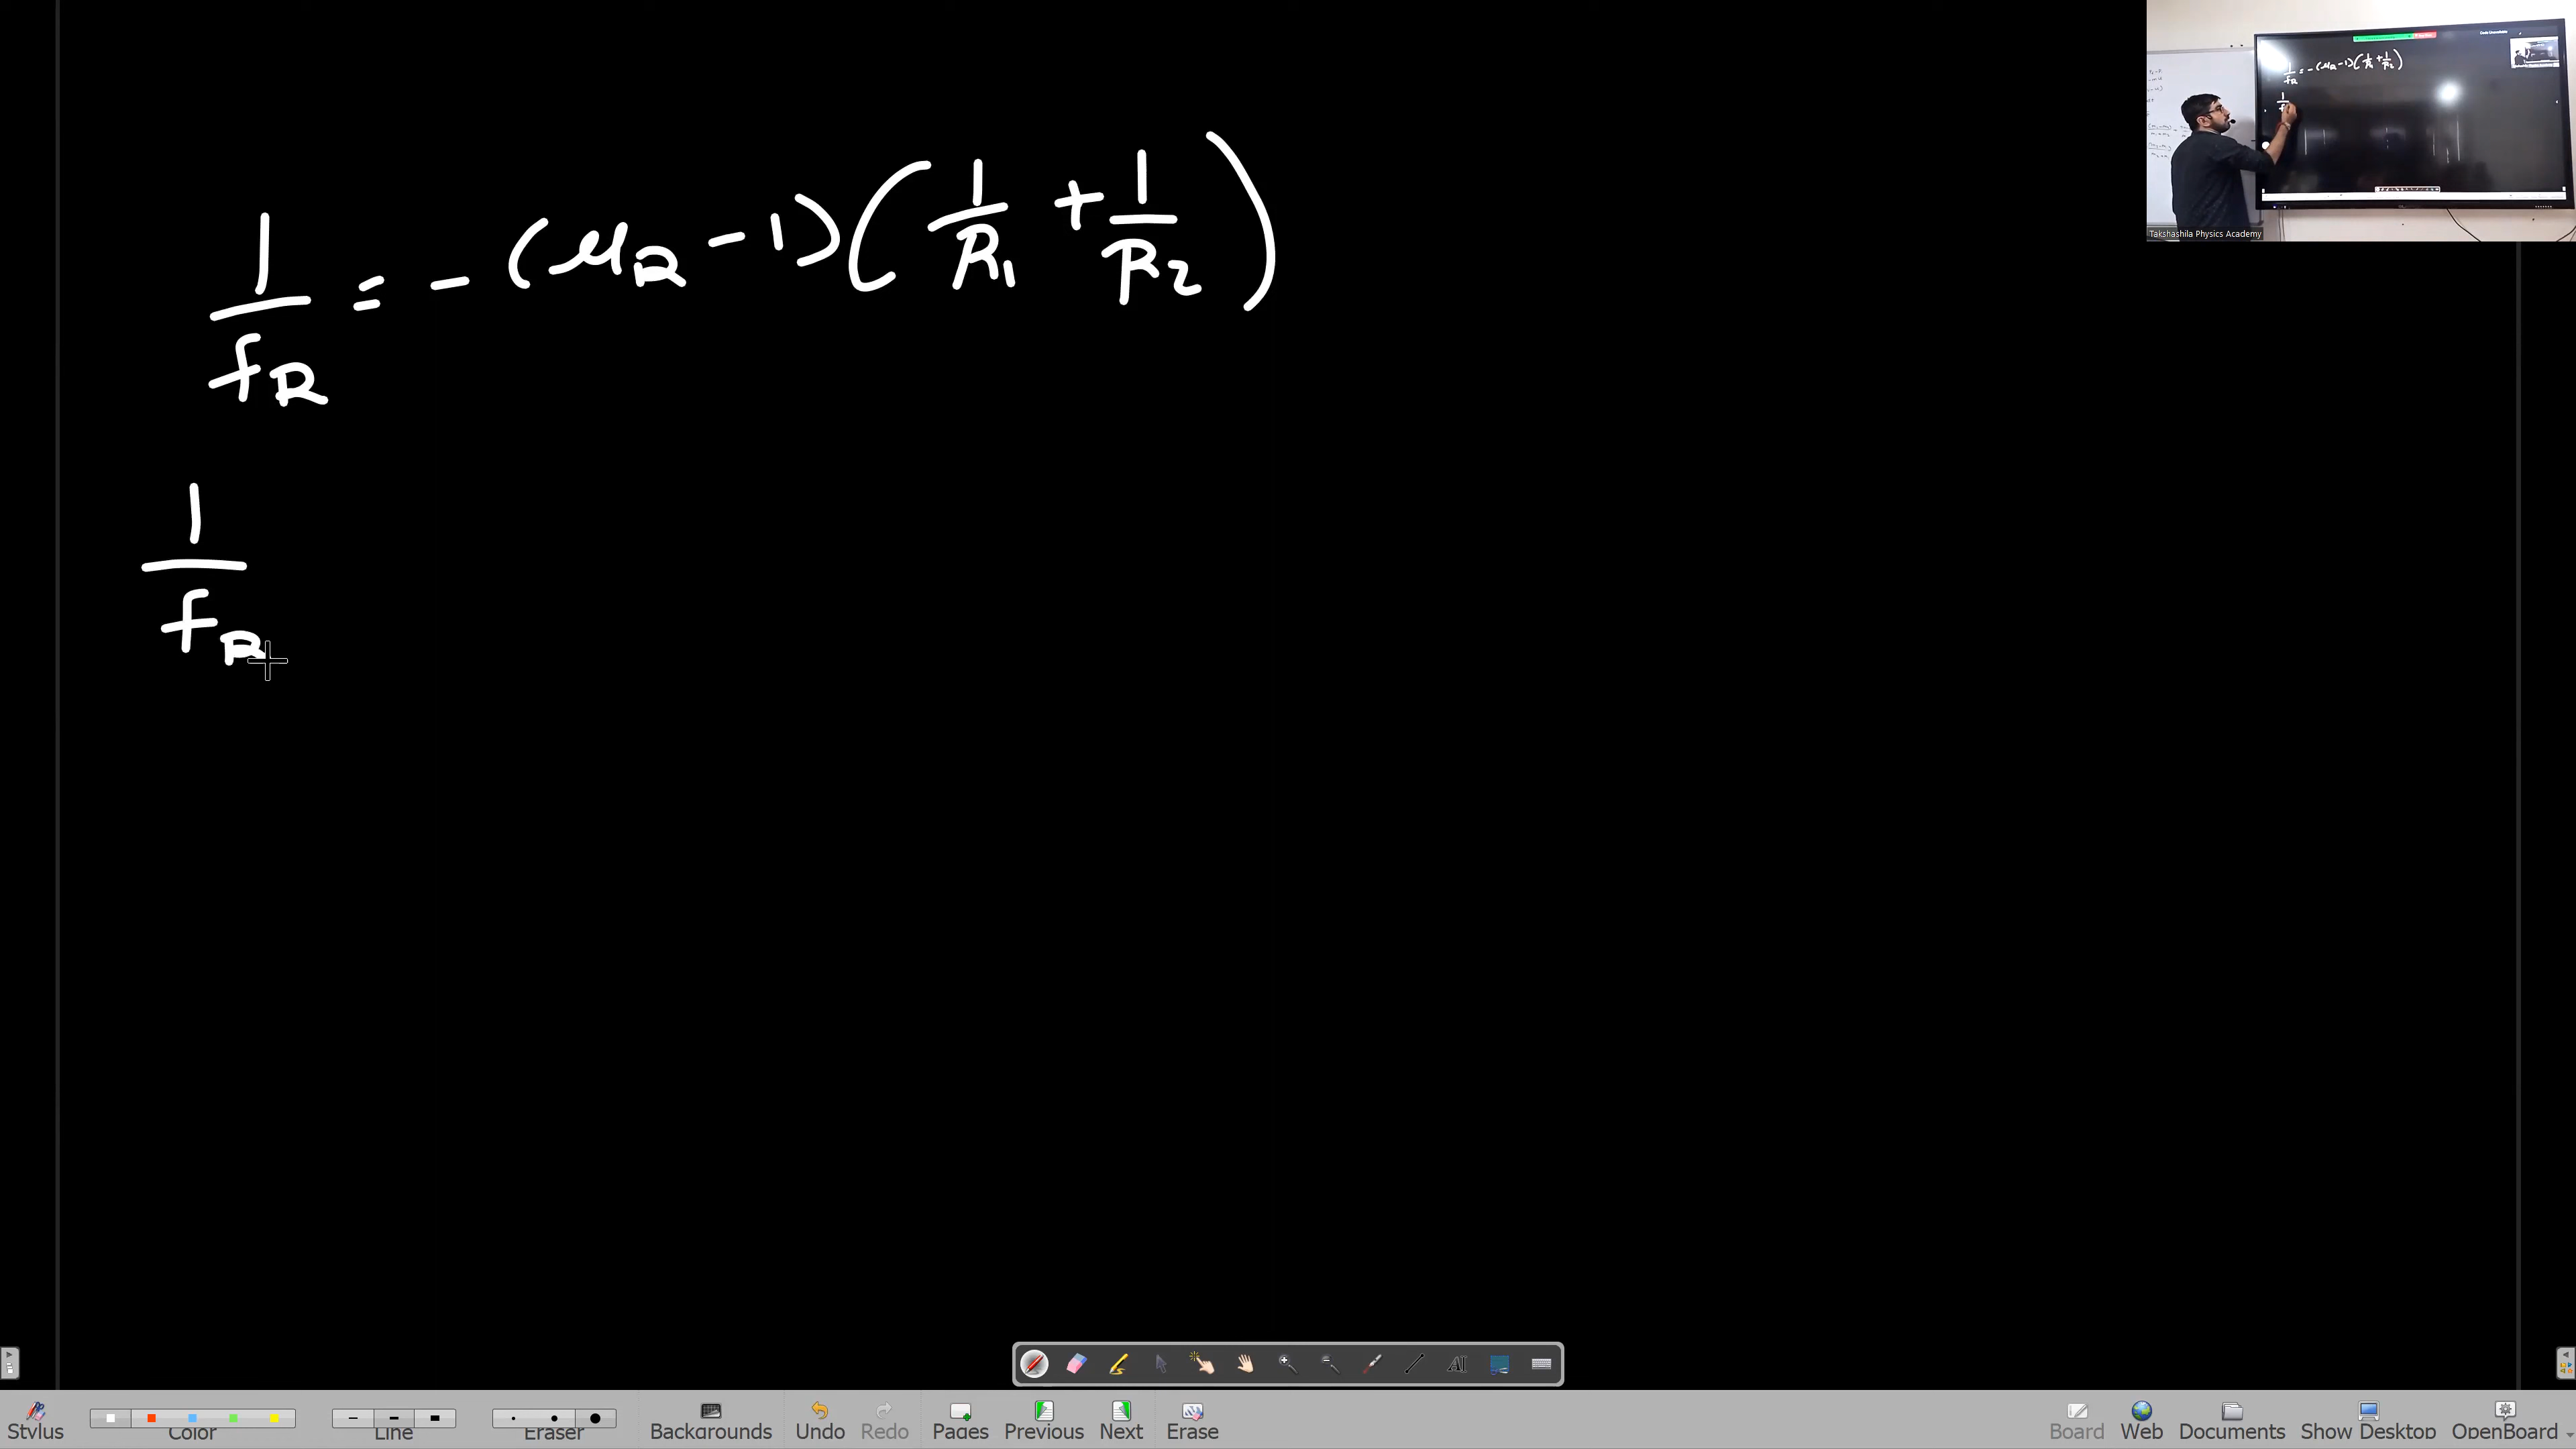 1/f_R = - (μ_R - 1) (1/R_1 + 1/R_2)
1/f_R
Takshashila Physics Academy
Stylus Color Line Eraser Backgrounds Undo Redo Pages Previous Next Erase Board Web Documents Show Desktop OpenBoard